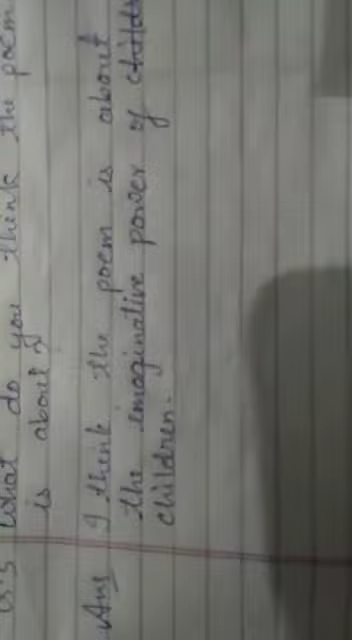 Q.3 What do you think the poem
is about?
Ans I think the poem is about
the imaginative power of
children.